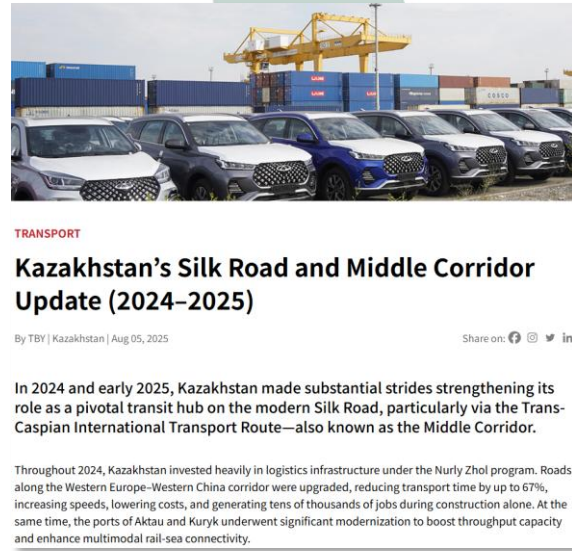 COSCO
TRANSPORT
Kazakhstan’s Silk Road and Middle Corridor
Update (2024–2025)
By TBY | Kazakhstan | Aug 05, 2025
Share on:
In 2024 and early 2025, Kazakhstan made substantial strides strengthening its
role as a pivotal transit hub on the modern Silk Road, particularly via the Trans-
Caspian International Transport Route—also known as the Middle Corridor.
Throughout 2024, Kazakhstan invested heavily in logistics infrastructure under the Nurly Zhol program. Roads
along the Western Europe–Western China corridor were upgraded, reducing transport time by up to 67%,
increasing speeds, lowering costs, and generating tens of thousands of jobs during construction alone. At the
same time, the ports of Aktau and Kuryk underwent significant modernization to boost throughput capacity
and enhance multimodal rail-sea connectivity.